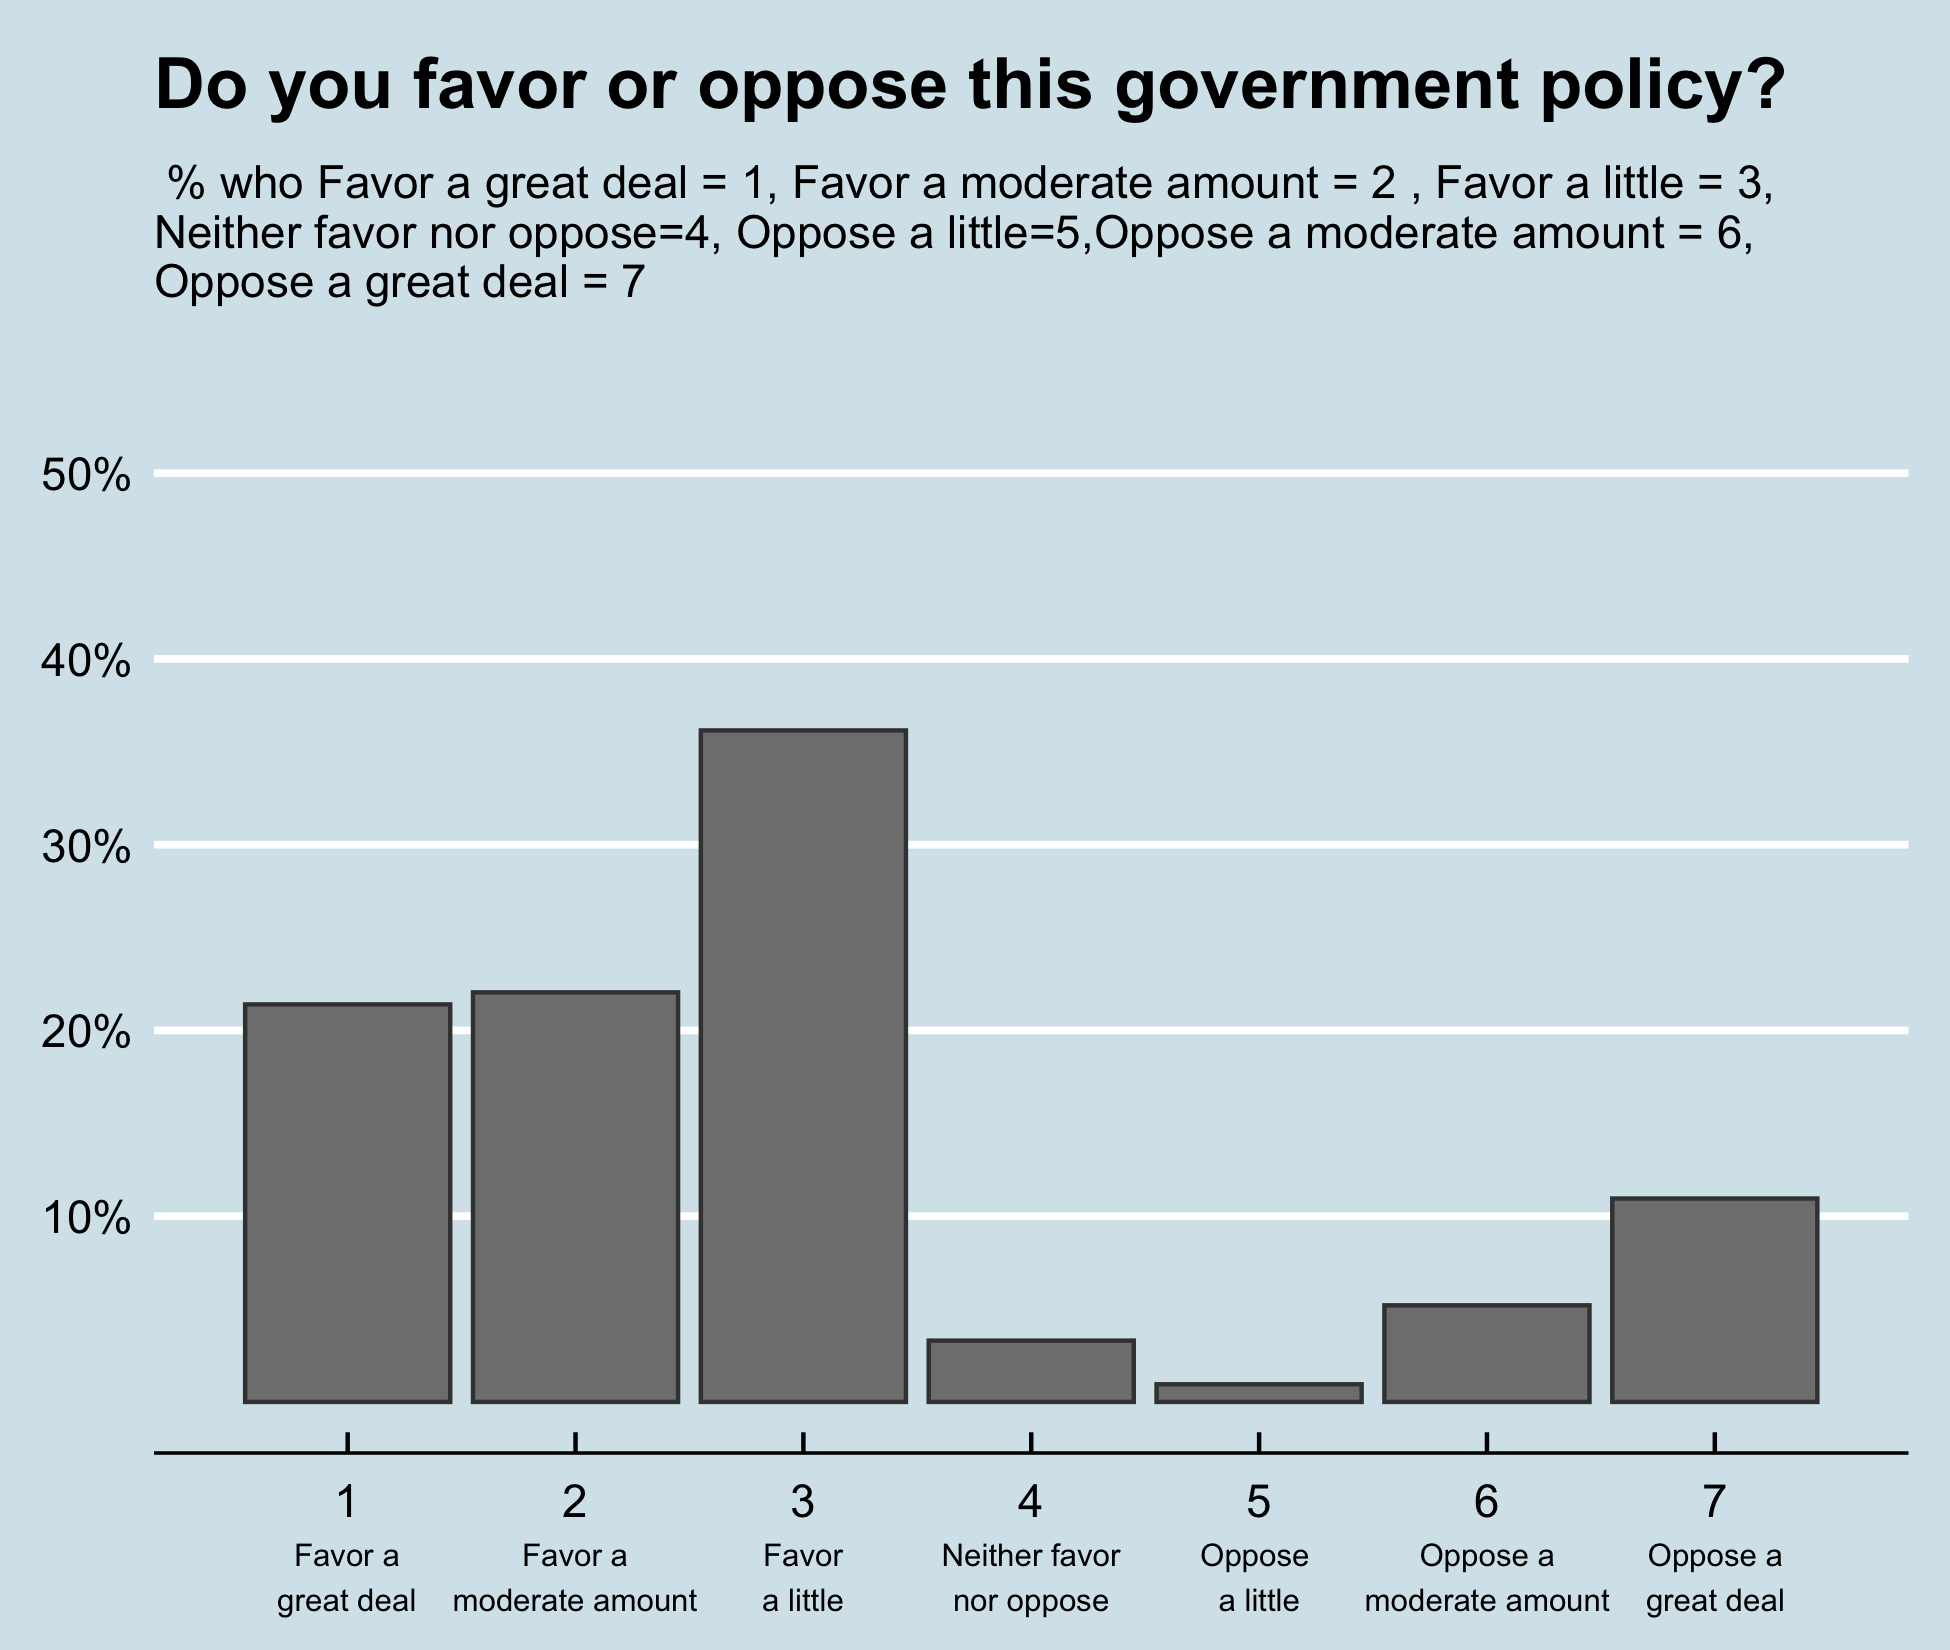 Do you favor or oppose this government policy?
% who Favor a great deal = 1, Favor a moderate amount = 2 , Favor a little = 3,
Neither favor nor oppose=4, Oppose a little=5,Oppose a moderate amount = 6,
Oppose a great deal = 7
50%
40%
30%
20%
10%
1 2 3 4 5 6 7
Favor a Favor a Favor Neither favor Oppose Oppose a Oppose a
great deal moderate amount a little nor oppose a little moderate amount great deal